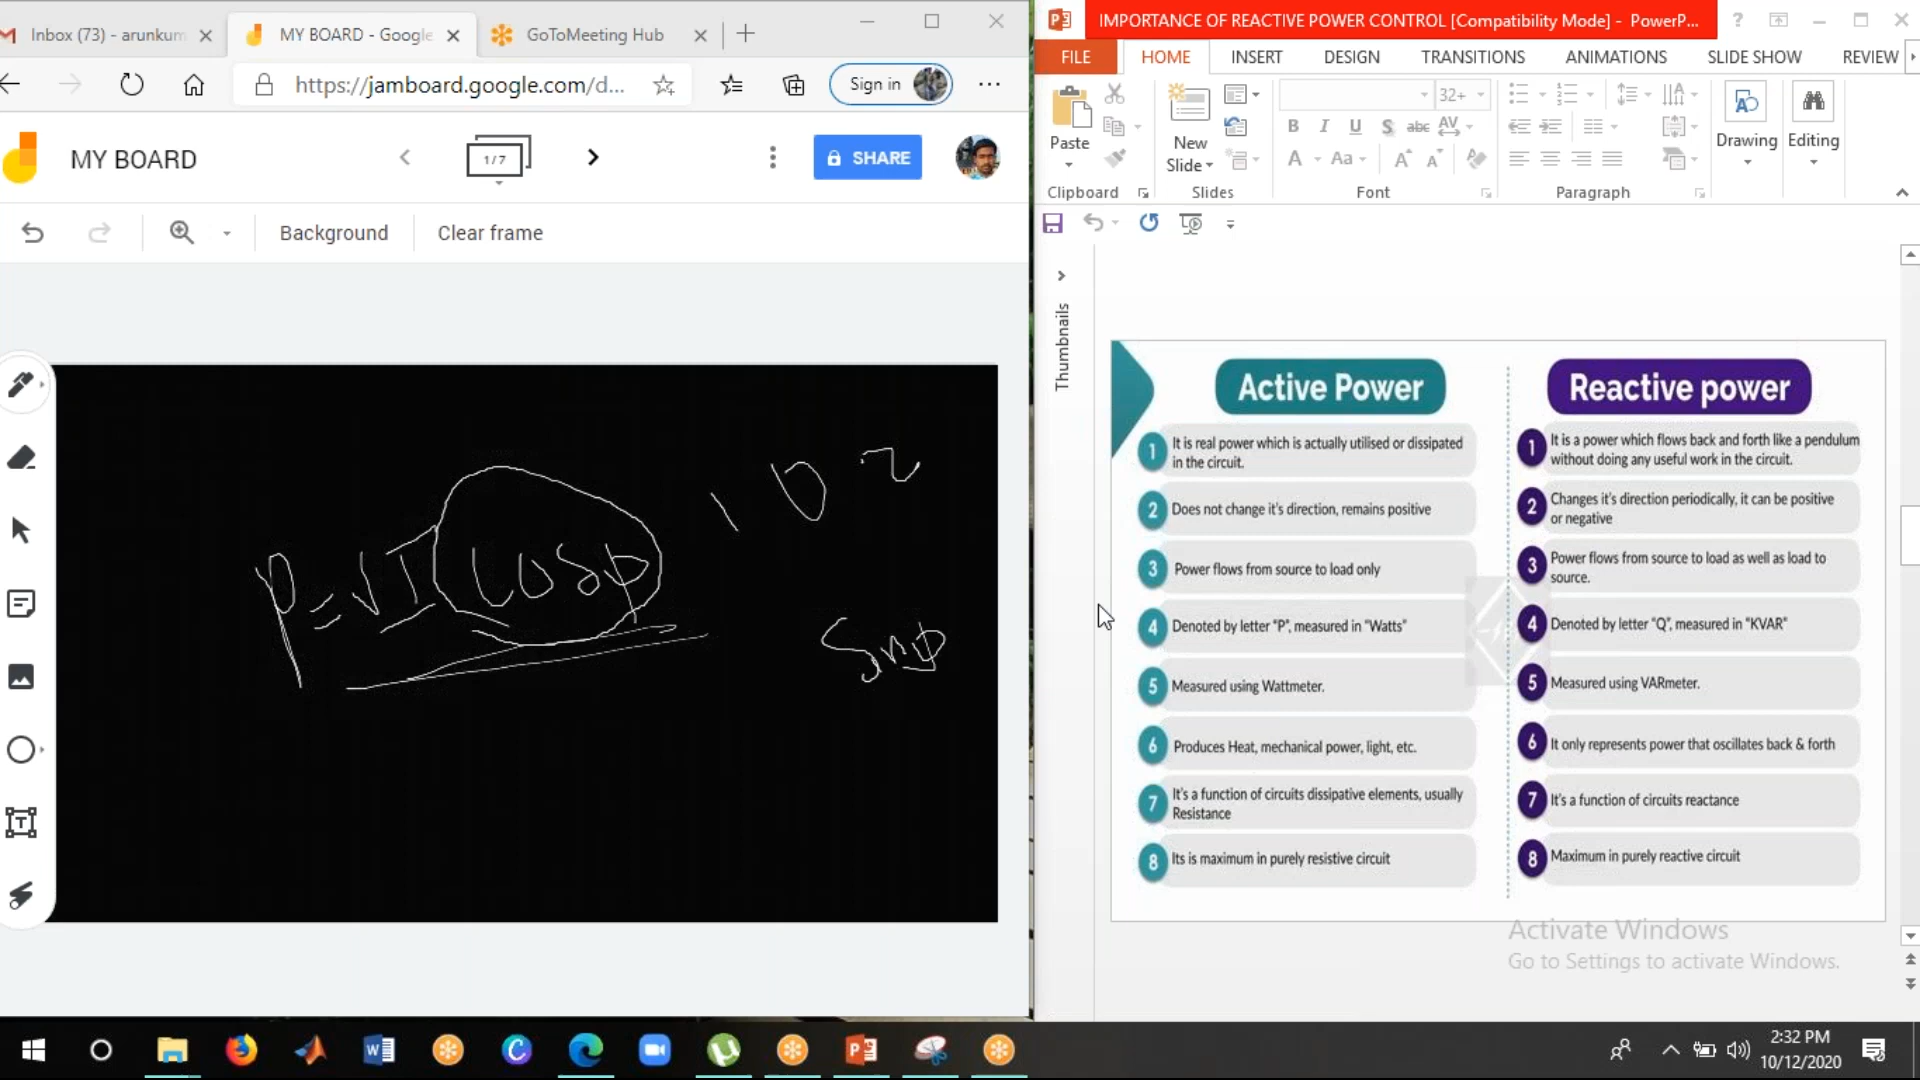 Inbox (73) - arunkum
MY BOARD - Google
GoToMeeting Hub
https://jamboard.google.com/d...
Sign in
MY BOARD
1/7
SHARE
Background
Clear frame
P=VI Cosϕ
1 0 2
Sinϕ
IMPORTANCE OF REACTIVE POWER CONTROL [Compatibility Mode] - PowerP...
FILE HOME INSERT DESIGN TRANSITIONS ANIMATIONS SLIDE SHOW REVIEW
Paste
New
Slide
32+
B I U S abc AV
A Aa A A
Drawing
Editing
Clipboard Slides Font Paragraph
Thumbnails
Active Power
1 It is real power which is actually utilised or dissipated
in the circuit.
2 Does not change it's direction, remains positive
3 Power flows from source to load only
4 Denoted by letter "P", measured in "Watts"
5 Measured using Wattmeter.
6 Produces Heat, mechanical power, light, etc.
7 It's a function of circuits dissipative elements, usually
Resistance
8 Its is maximum in purely resistive circuit
Reactive power
1 It is a power which flows back and forth like a pendulum
without doing any useful work in the circuit.
2 Changes it's direction periodically, it can be positive
or negative
3 Power flows from source to load as well as load to
source.
4 Denoted by letter "Q", measured in "KVAR"
5 Measured using VARmeter.
6 It only represents power that oscillates back & forth
7 It's a function of circuits reactance
8 Maximum in purely reactive circuit
Activate Windows
Go to Settings to activate Windows.
2:32 PM
10/12/2020